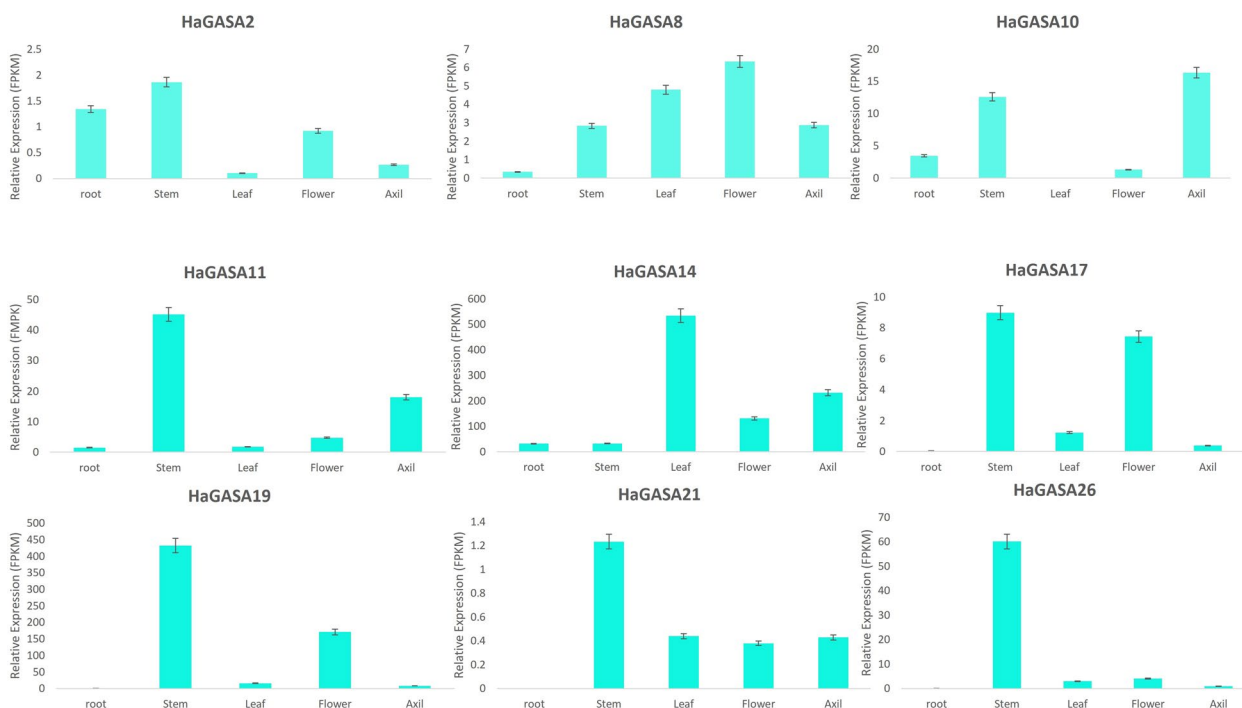 HaGASA2
Relative Expression (FPKM)
2.5
2
1.5
1
0.5
0
root Stem Leaf Flower Axil
HaGASA8
Relative Expression (FPKM)
7
6
5
4
3
2
1
0
root Stem Leaf Flower Axil
HaGASA10
Relative Expression (FPKM)
20
15
10
5
0
root Stem Leaf Flower Axil
HaGASA11
Relative Expression (FMPK)
50
40
30
20
10
0
root Stem Leaf Flower Axil
HaGASA14
Relative Expression (FPKM)
600
500
400
300
200
100
0
root Stem Leaf Flower Axil
HaGASA17
Relative Expression (FPKM)
10
8
6
4
2
0
root Stem Leaf Flower Axil
HaGASA19
Relative Expression (FPKM)
500
450
400
350
300
250
200
150
100
50
0
root Stem Leaf Flower Axil
HaGASA21
Relative Expression (FPKM)
1.4
1.2
1
0.8
0.6
0.4
0.2
0
root Stem Leaf Flower Axil
HaGASA26
Relative Expression (FPKM)
70
60
50
40
30
20
10
0
root Stem Leaf Flower Axil